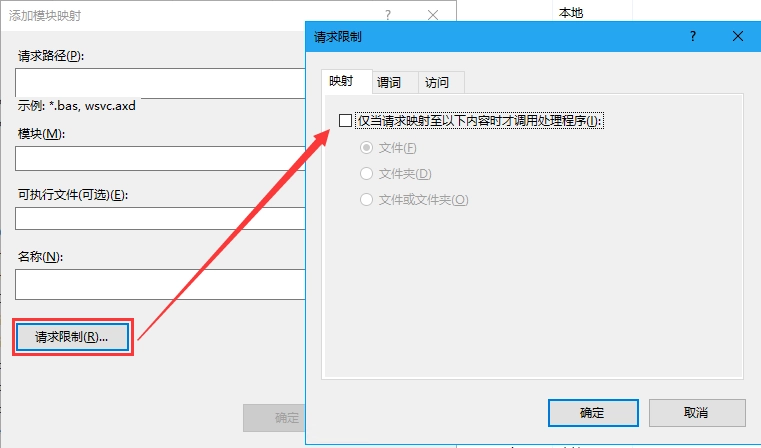 添加模块映射
本地
请求路径(P):
示例: *.bas, wsvc.axd
模块(M):
可执行文件(可选)(E):
名称(N):
请求限制(R)...
确定
请求限制
映射
谓词
访问
仅当请求映射至以下内容时才调用处理程序(I):
文件(F)
文件夹(D)
文件或文件夹(O)
确定
取消